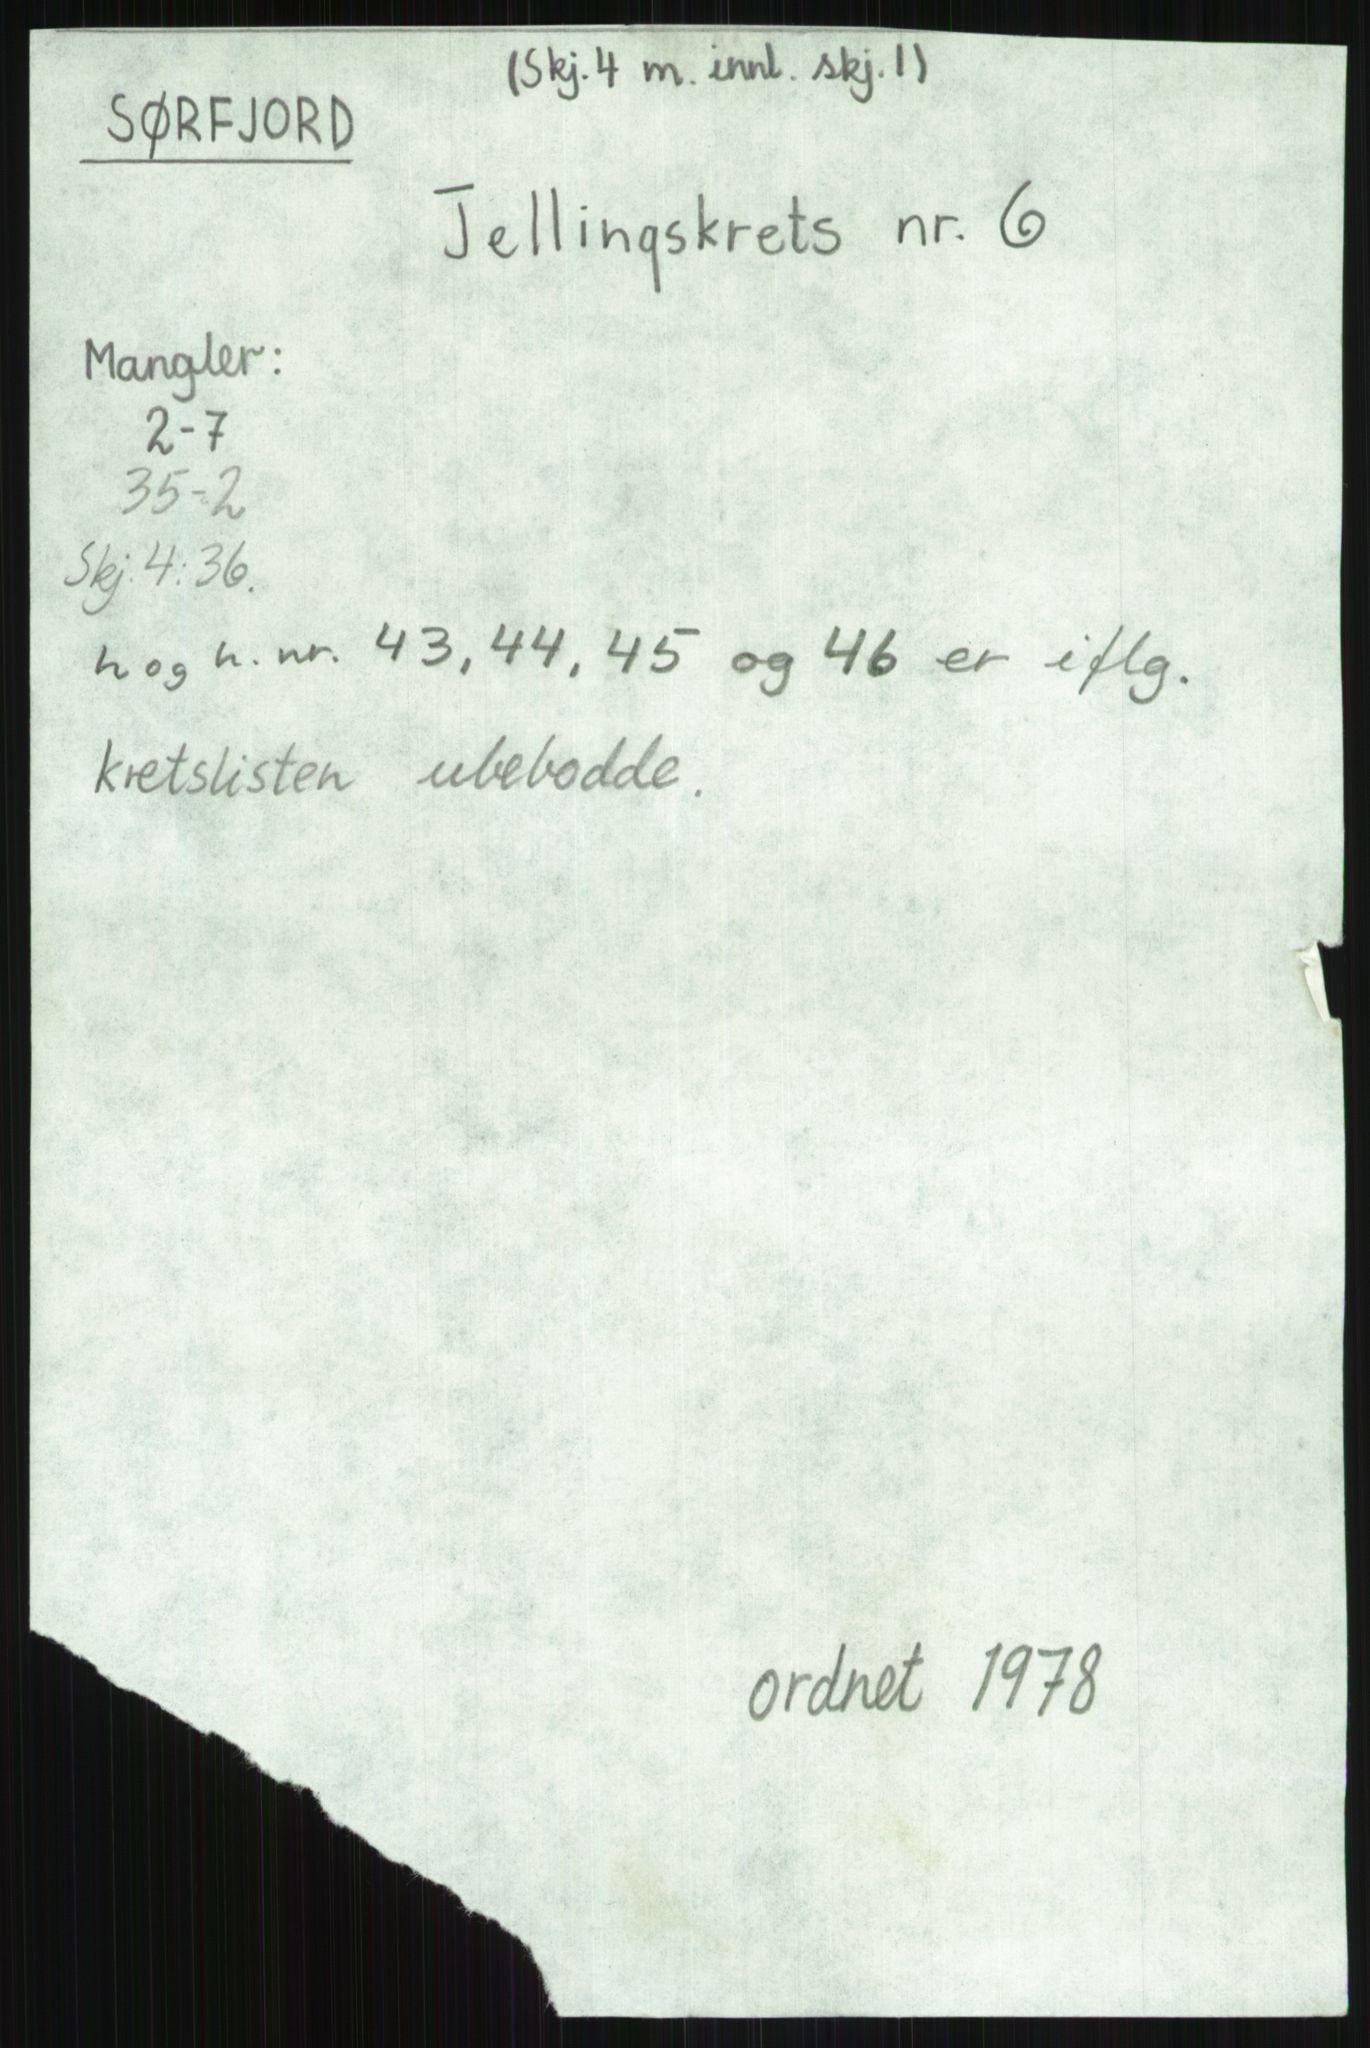 (Skj. 4 m. innl. skj. 1)
SØRFJORD
Tellingskrets nr. 6
Mangler:
2-7
35-2
Skj. 4: 36.
h og h. nr. 43, 44, 45 og 46 er iflg.
kretslisten ubebodde.
ordnet 1978